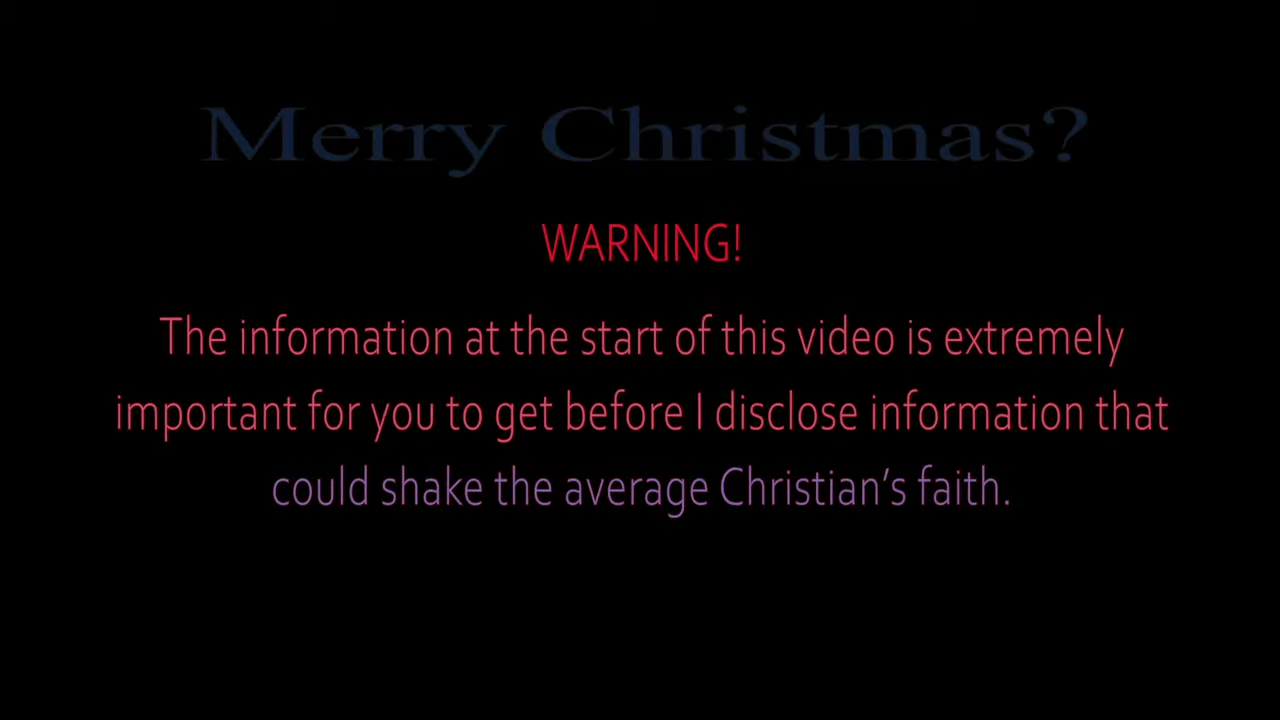 Merry Christmas?
WARNING!
The information at the start of this video is extremely
important for you to get before I disclose information that
could shake the average Christian’s faith.